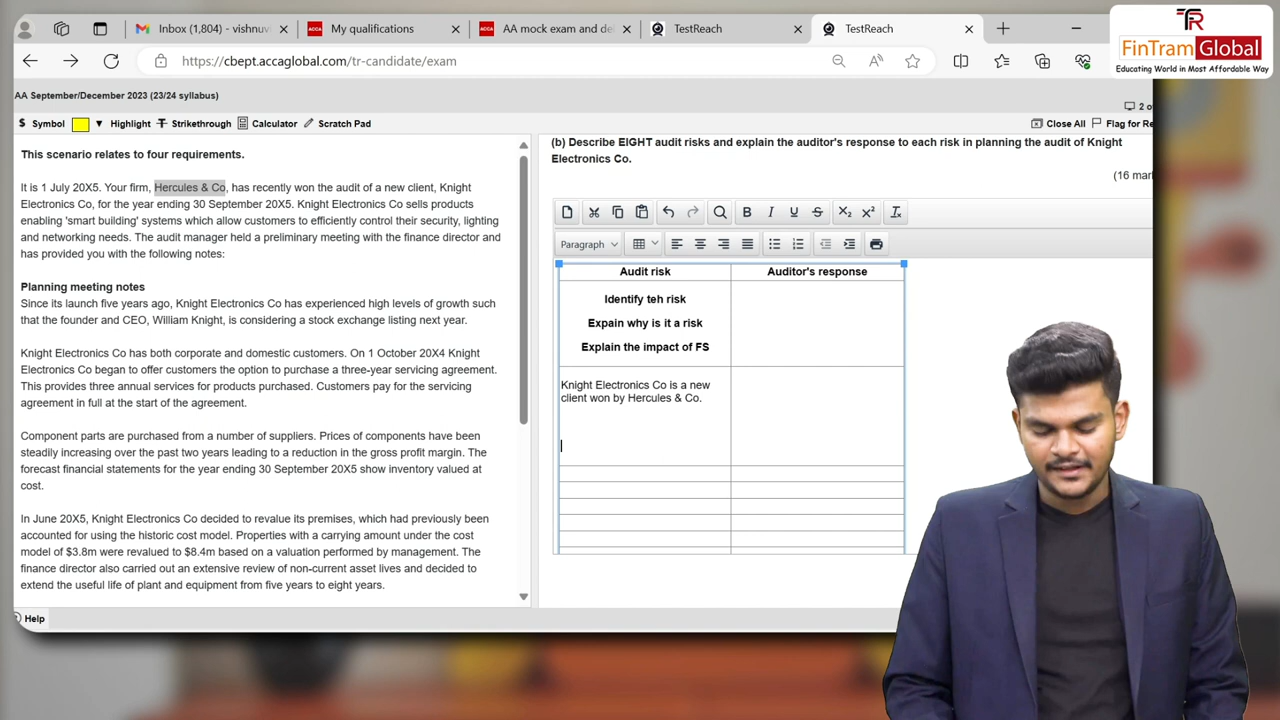 Inbox (1,804) - vishnuv
My qualifications
AA mock exam and de
TestReach
TestReach
https://cbept.accaglobal.com/tr-candidate/exam
FinTram Global
Educating World in Most Affordable Way
AA September/December 2023 (23/24 syllabus)
2 o
$ Symbol Highlight Strikethrough Calculator Scratch Pad
Close All Flag for Re
This scenario relates to four requirements.
It is 1 July 20X5. Your firm, Hercules & Co, has recently won the audit of a new client, Knight
Electronics Co, for the year ending 30 September 20X5. Knight Electronics Co sells products
enabling 'smart building' systems which allow customers to efficiently control their security, lighting
and networking needs. The audit manager held a preliminary meeting with the finance director and
has provided you with the following notes:
Planning meeting notes
Since its launch five years ago, Knight Electronics Co has experienced high levels of growth such
that the founder and CEO, William Knight, is considering a stock exchange listing next year.
Knight Electronics Co has both corporate and domestic customers. On 1 October 20X4 Knight
Electronics Co began to offer customers the option to purchase a three-year servicing agreement.
This provides three annual services for products purchased. Customers pay for the servicing
agreement in full at the start of the agreement.
Component parts are purchased from a number of suppliers. Prices of components have been
steadily increasing over the past two years leading to a reduction in the gross profit margin. The
forecast financial statements for the year ending 30 September 20X5 show inventory valued at
cost.
In June 20X5, Knight Electronics Co decided to revalue its premises, which had previously been
accounted for using the historic cost model. Properties with a carrying amount under the cost
model of $3.8m were revalued to $8.4m based on a valuation performed by management. The
finance director also carried out an extensive review of non-current asset lives and decided to
extend the useful life of plant and equipment from five years to eight years.
Help
(b) Describe EIGHT audit risks and explain the auditor's response to each risk in planning the audit of Knight
Electronics Co.
(16 mar
B I U S X₂ X² Ix
Paragraph
Audit risk Auditor's response
Identify teh risk
Expain why is it a risk
Explain the impact of FS
Knight Electronics Co is a new
client won by Hercules & Co.